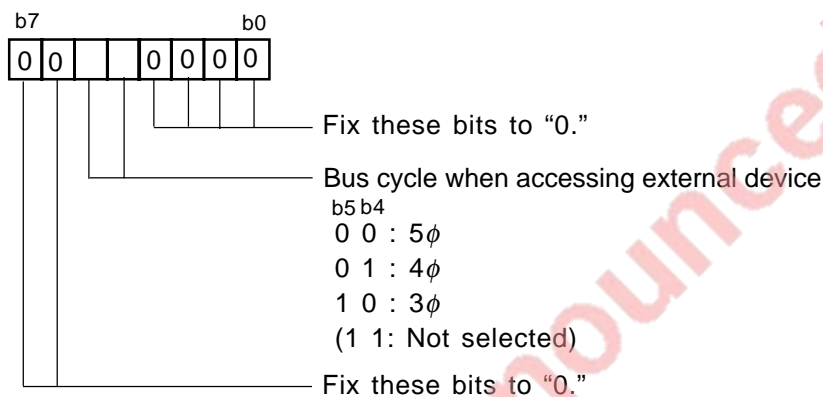 b7 b0
0 0 0 0 0 0
Fix these bits to “0.”
Bus cycle when accessing external device
b5 b4
0 0 : 5ϕ
0 1 : 4ϕ
1 0 : 3ϕ
(1 1: Not selected)
Fix these bits to “0.”